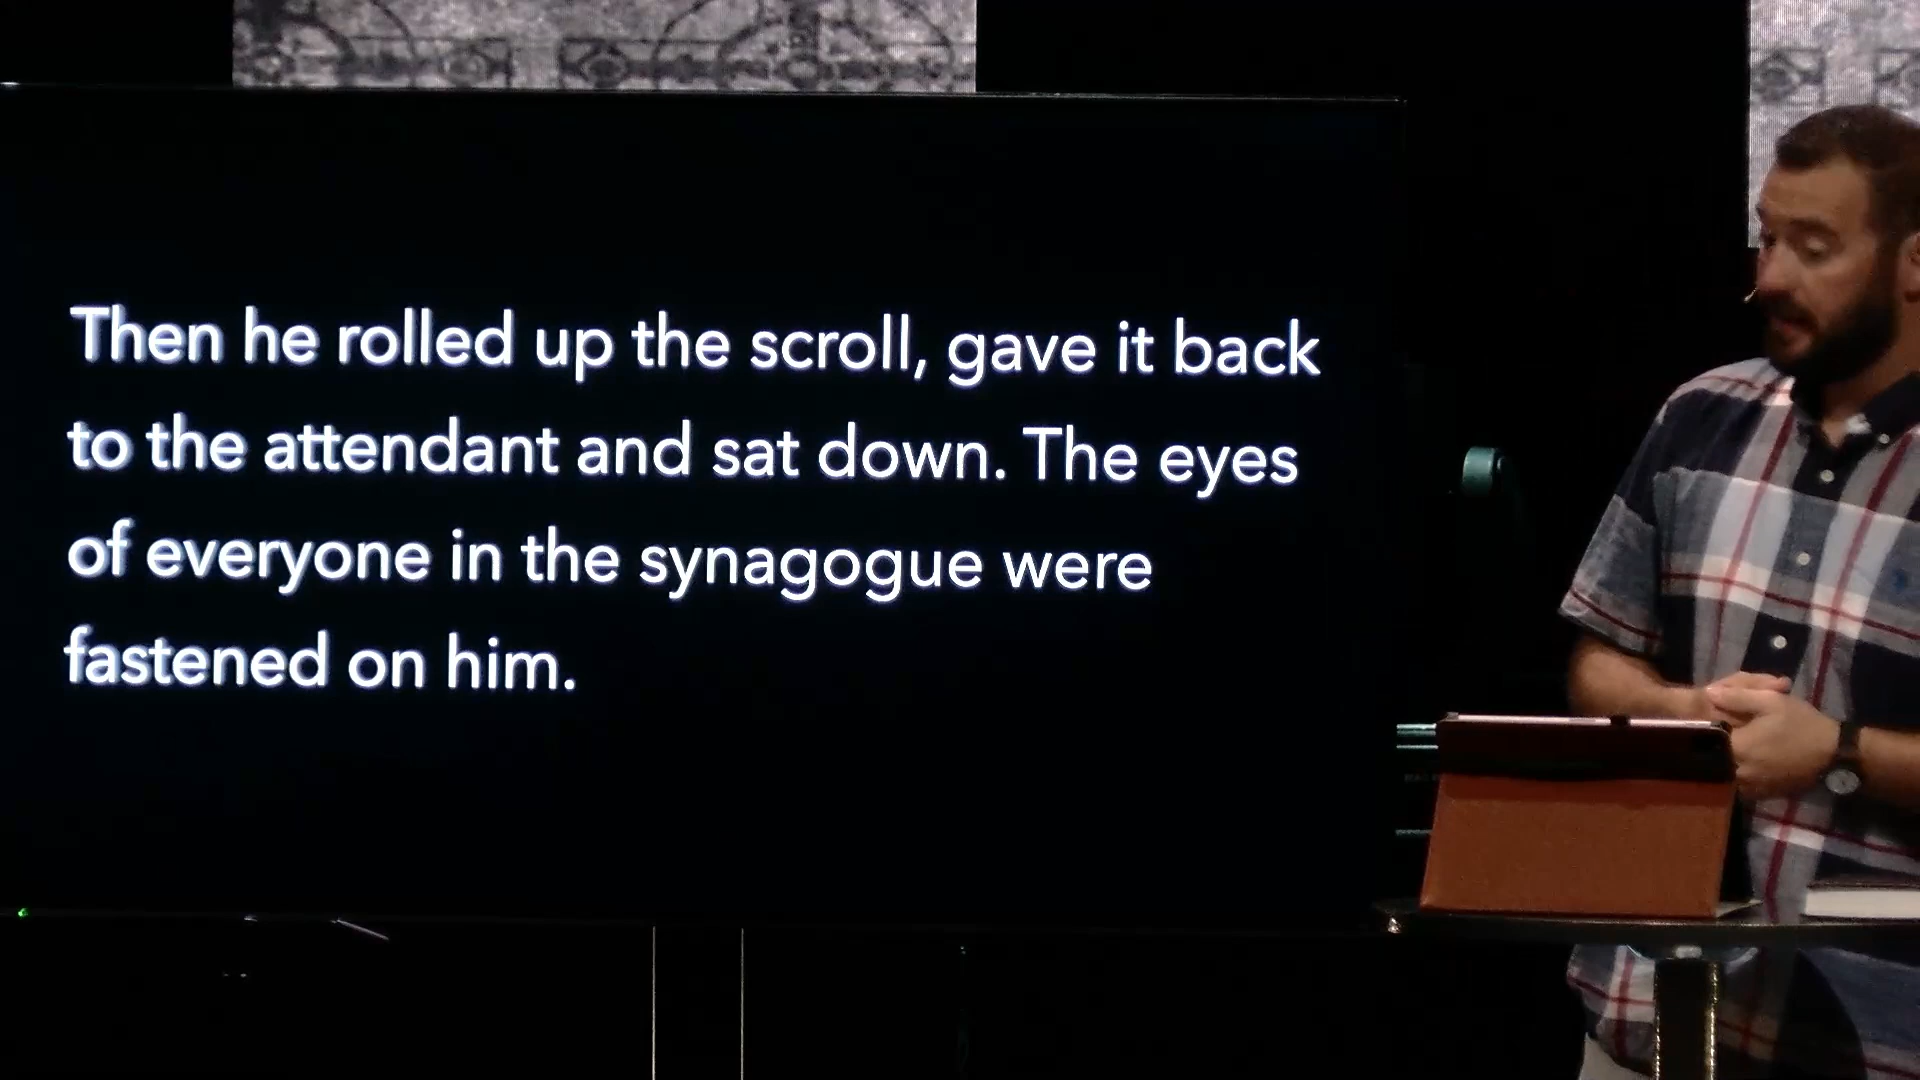 Then he rolled up the scroll, gave it back
to the attendant and sat down. The eyes
of everyone in the synagogue were
fastened on him.